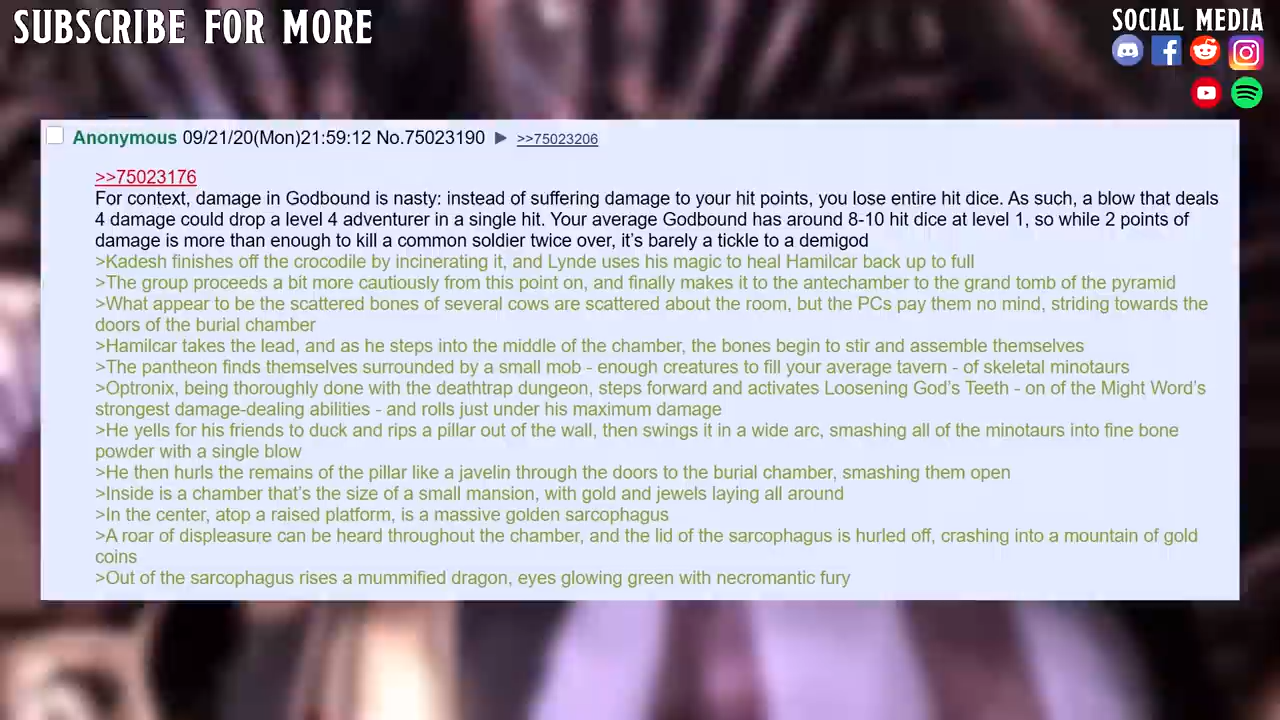 SUBSCRIBE FOR MORE
SOCIAL MEDIA
Anonymous 09/21/20(Mon)21:59:12 No.75023190 ▶ >>75023206
>>75023176
For context, damage in Godbound is nasty: instead of suffering damage to your hit points, you lose entire hit dice. As such, a blow that deals
4 damage could drop a level 4 adventurer in a single hit. Your average Godbound has around 8-10 hit dice at level 1, so while 2 points of
damage is more than enough to kill a common soldier twice over, it's barely a tickle to a demigod
>Kadesh finishes off the crocodile by incinerating it, and Lynde uses his magic to heal Hamilcar back up to full
>The group proceeds a bit more cautiously from this point on, and finally makes it to the antechamber to the grand tomb of the pyramid
>What appear to be the scattered bones of several cows are scattered about the room, but the PCs pay them no mind, striding towards the
doors of the burial chamber
>Hamilcar takes the lead, and as he steps into the middle of the chamber, the bones begin to stir and assemble themselves
>The pantheon finds themselves surrounded by a small mob - enough creatures to fill your average tavern - of skeletal minotaurs
>Optronix, being thoroughly done with the deathtrap dungeon, steps forward and activates Loosening God's Teeth - on of the Might Word's
strongest damage-dealing abilities - and rolls just under his maximum damage
>He yells for his friends to duck and rips a pillar out of the wall, then swings it in a wide arc, smashing all of the minotaurs into fine bone
powder with a single blow
>He then hurls the remains of the pillar like a javelin through the doors to the burial chamber, smashing them open
>Inside is a chamber that's the size of a small mansion, with gold and jewels laying all around
>In the center, atop a raised platform, is a massive golden sarcophagus
>A roar of displeasure can be heard throughout the chamber, and the lid of the sarcophagus is hurled off, crashing into a mountain of gold
coins
>Out of the sarcophagus rises a mummified dragon, eyes glowing green with necromantic fury